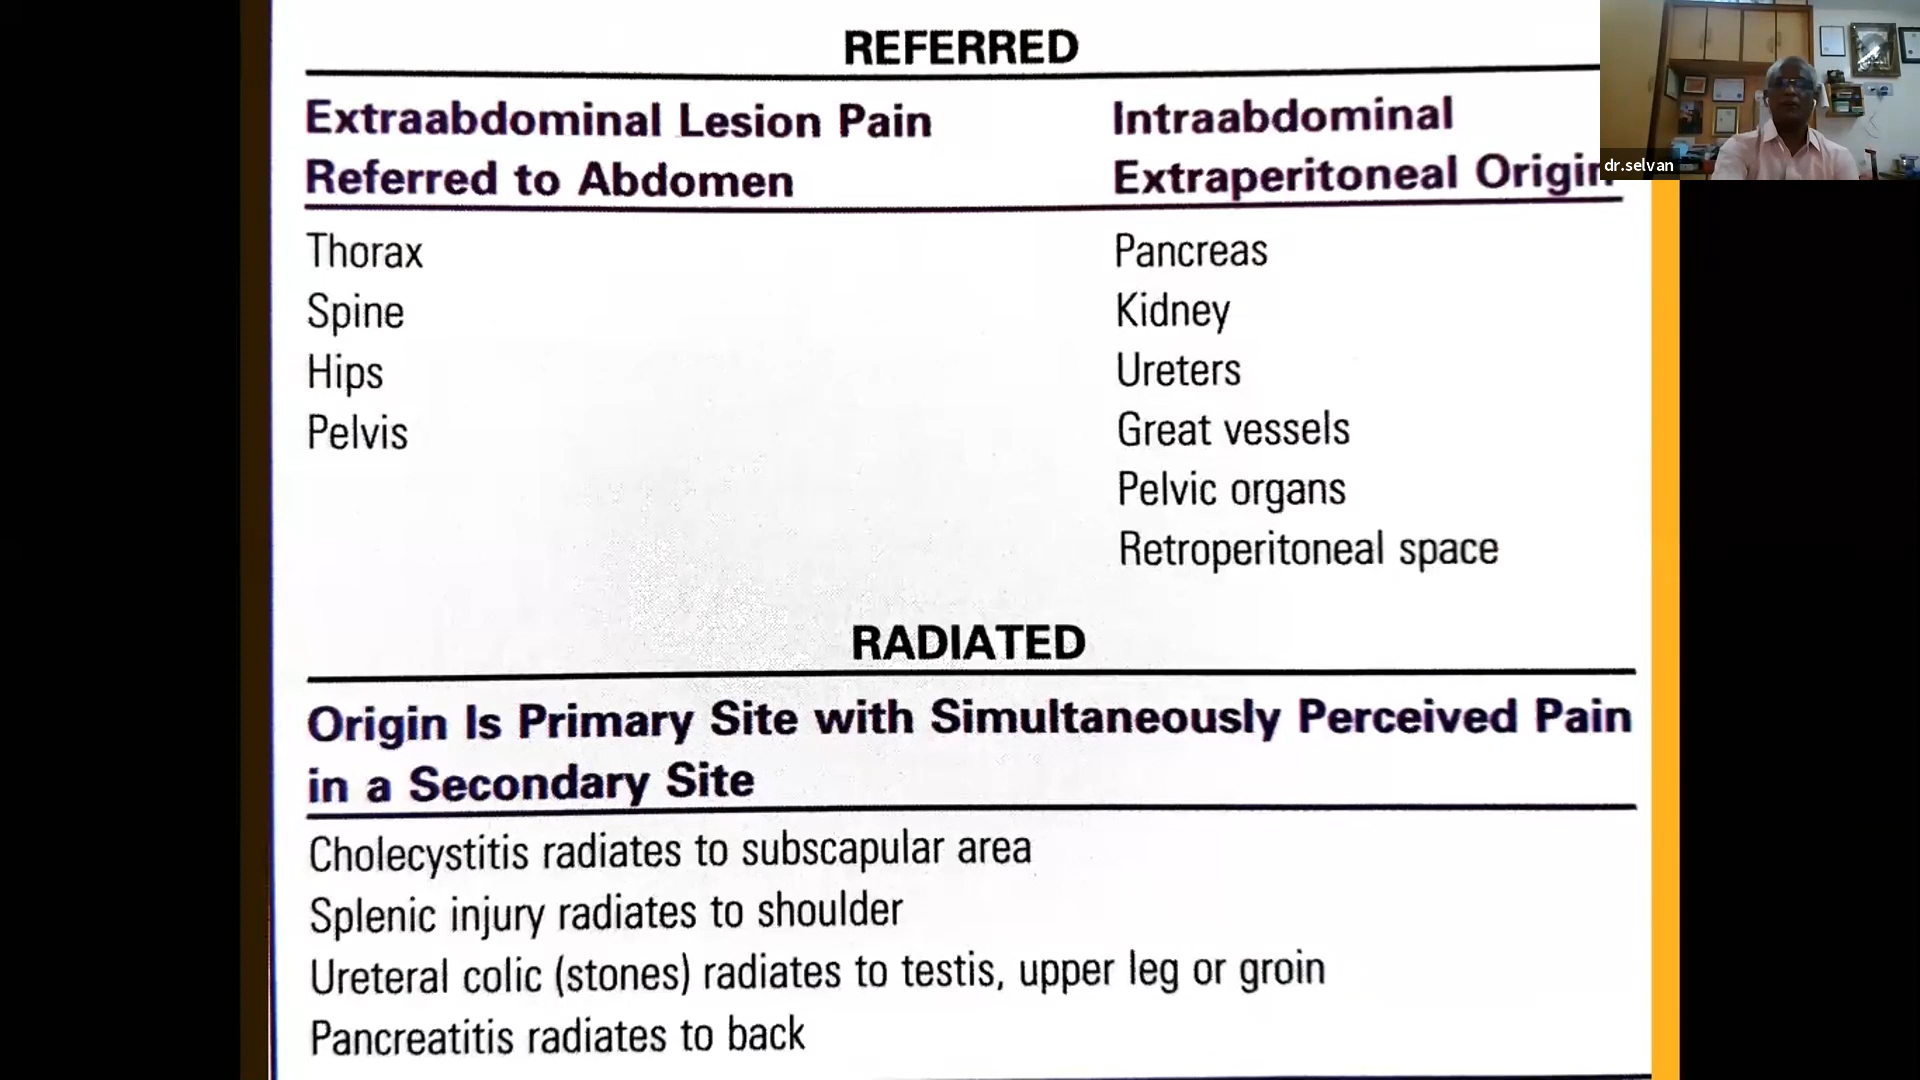 REFERRED
Extraabdominal Lesion Pain
Referred to Abdomen
Thorax
Spine
Hips
Pelvis
Intraabdominal
Extraperitoneal Origin
Pancreas
Kidney
Ureters
Great vessels
Pelvic organs
Retroperitoneal space
RADIATED
Origin Is Primary Site with Simultaneously Perceived Pain
in a Secondary Site
Cholecystitis radiates to subscapular area
Splenic injury radiates to shoulder
Ureteral colic (stones) radiates to testis, upper leg or groin
Pancreatitis radiates to back
dr.selvan